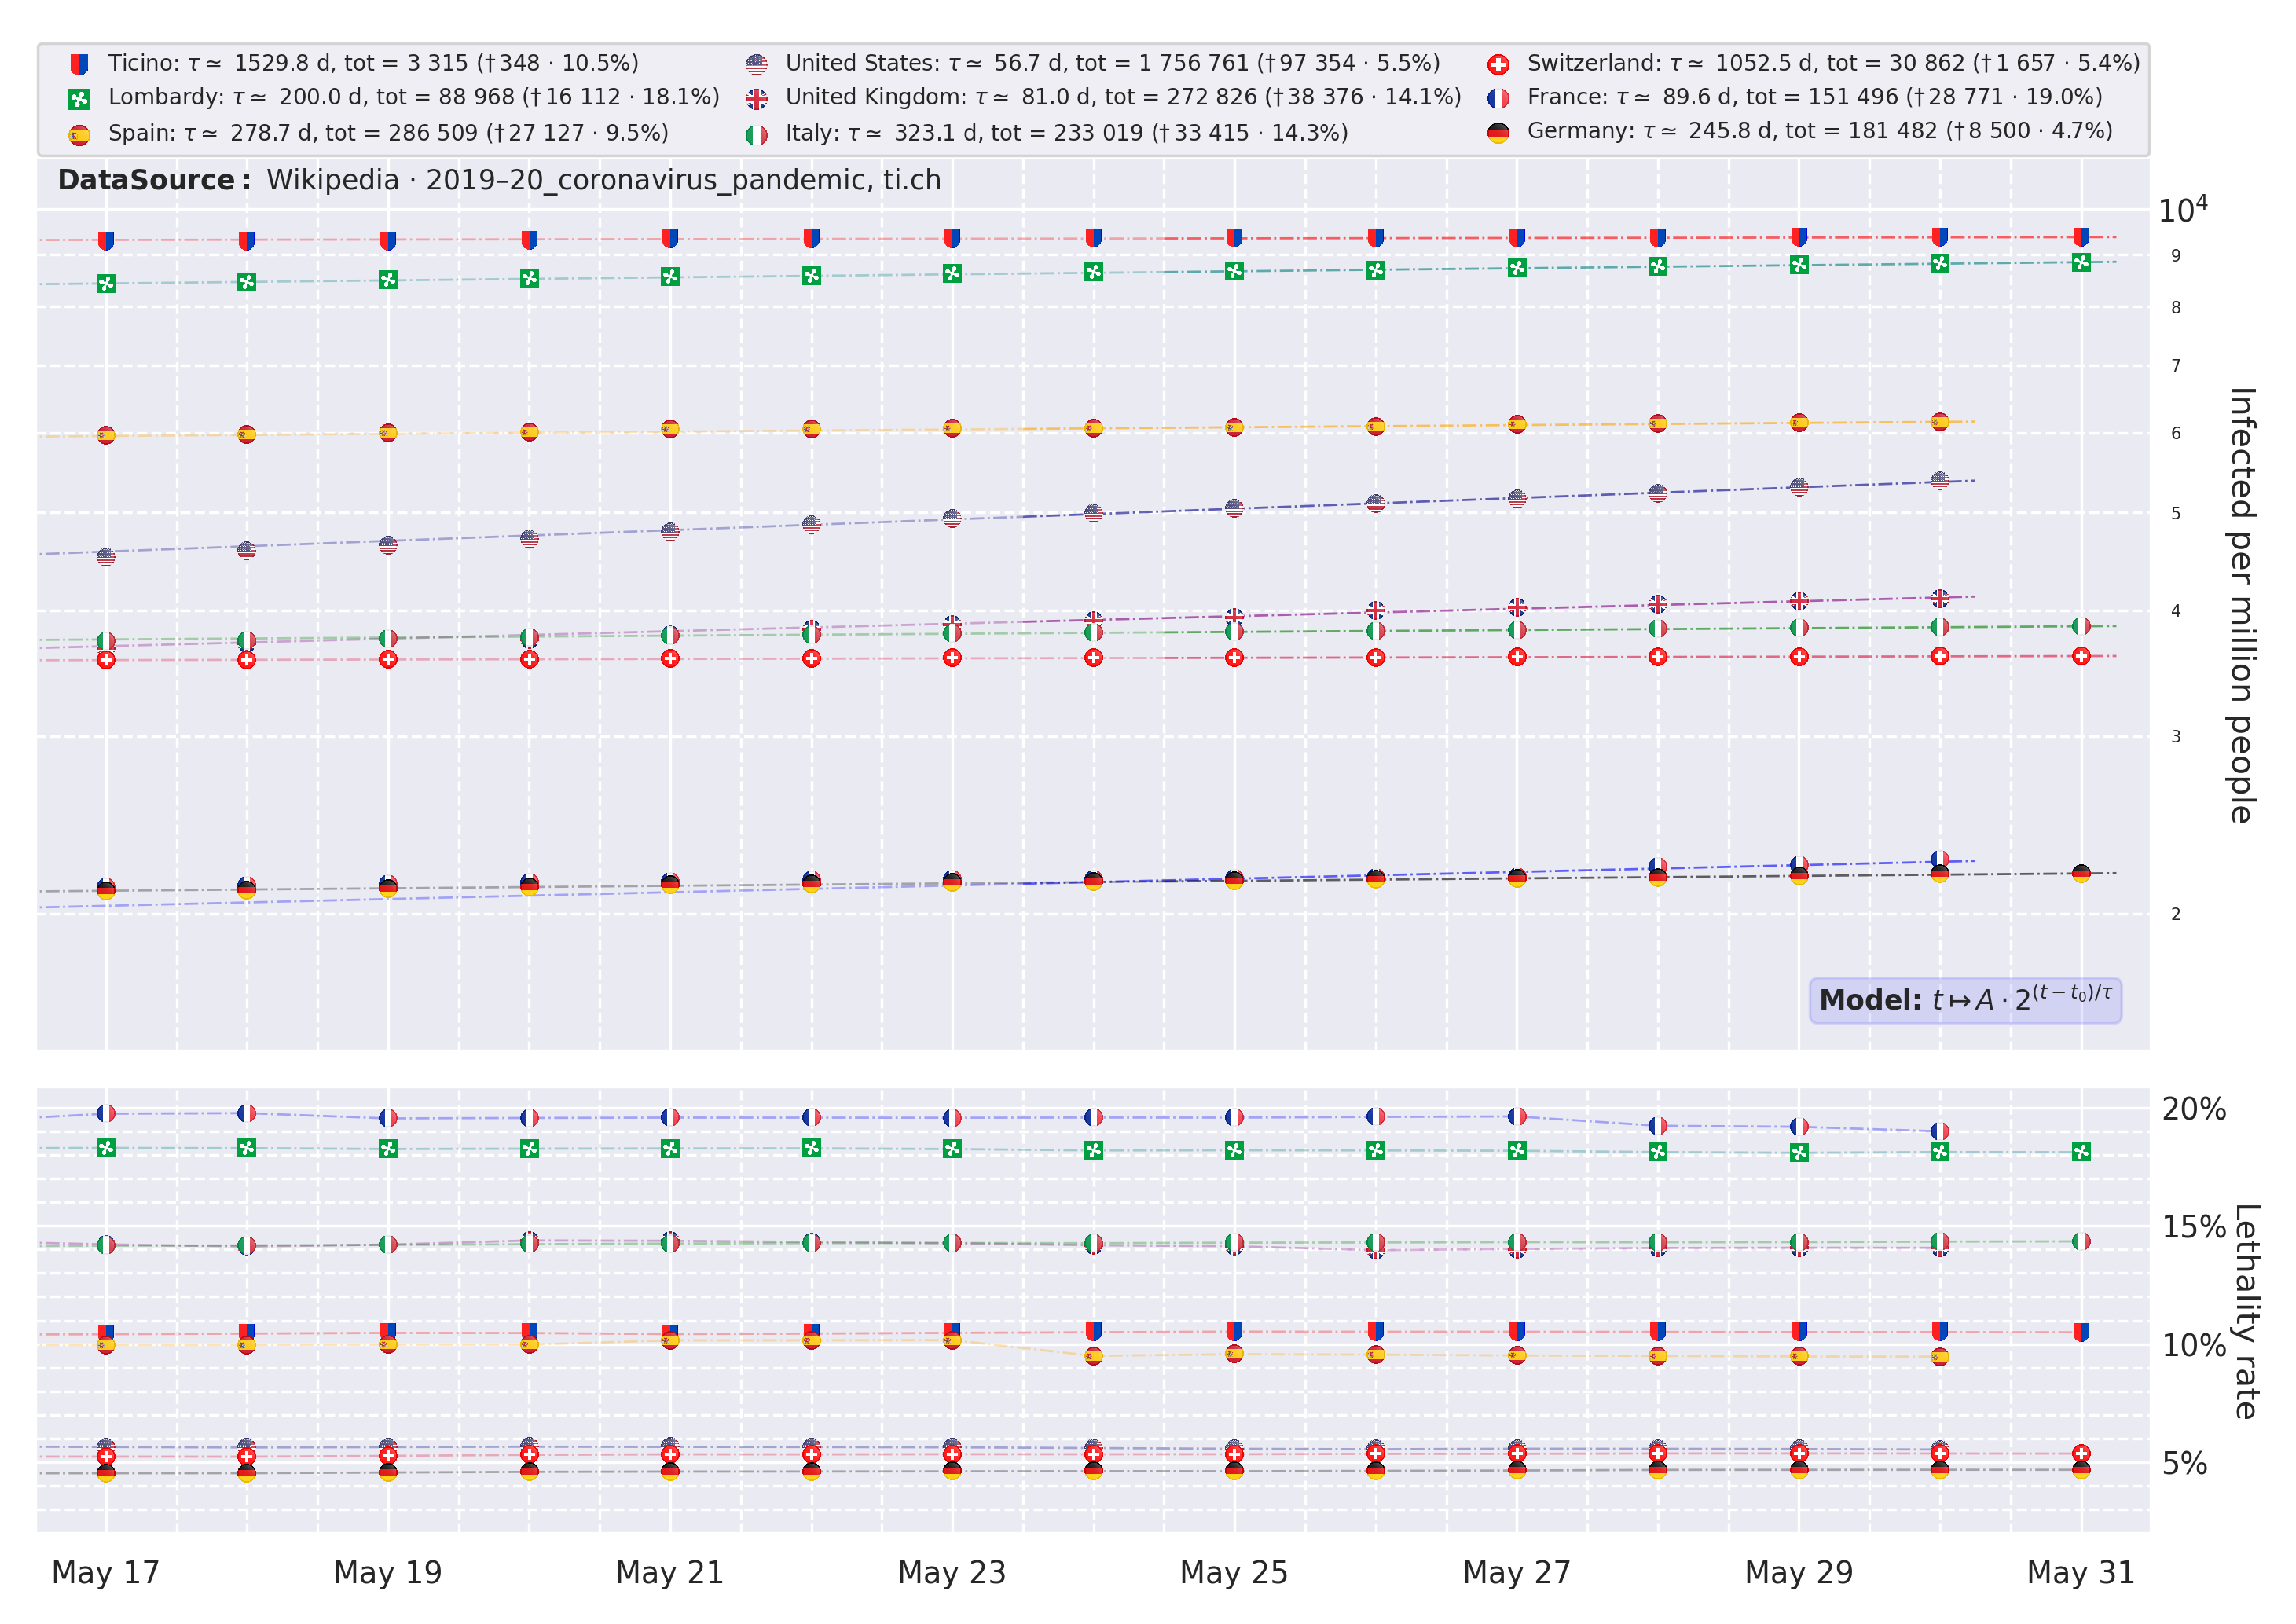 Ticino: τ ≃ 1529.8 d, tot = 3 315 (†348 · 10.5%)
Lombardy: τ ≃ 200.0 d, tot = 88 968 (†16 112 · 18.1%)
Spain: τ ≃ 278.7 d, tot = 286 509 (†27 127 · 9.5%)
United States: τ ≃ 56.7 d, tot = 1 756 761 (†97 354 · 5.5%)
United Kingdom: τ ≃ 81.0 d, tot = 272 826 (†38 376 · 14.1%)
Italy: τ ≃ 323.1 d, tot = 233 019 (†33 415 · 14.3%)
Switzerland: τ ≃ 1052.5 d, tot = 30 862 (†1 657 · 5.4%)
France: τ ≃ 89.6 d, tot = 151 496 (†28 771 · 19.0%)
Germany: τ ≃ 245.8 d, tot = 181 482 (†8 500 · 4.7%)
DataSource: Wikipedia · 2019–20_coronavirus_pandemic, ti.ch
10⁴
9
8
7
6
5
4
3
2
Infected per million people
Model: t ↦ A · 2^{(t − t₀)/τ}
20%
15%
10%
5%
Lethality rate
May 17
May 19
May 21
May 23
May 25
May 27
May 29
May 31